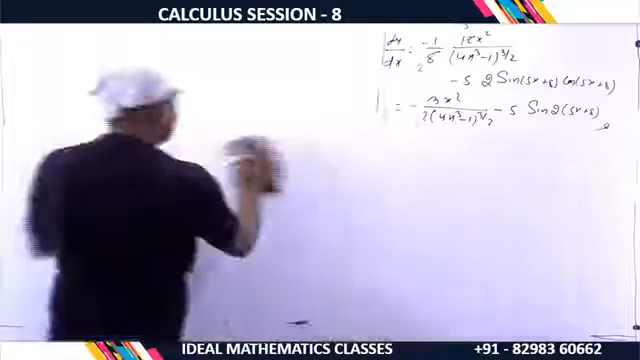 CALCULUS SESSION - 8
dy/dx = -1/8 12x²/(4x³-1)^3/2
- 5 2 Sin(5x+8) Cos(5x+8)
= - 3x²/2(4x³-1)^3/2 - 5 Sin2(5x+8)
IDEAL MATHEMATICS CLASSES +91 - 82983 60662